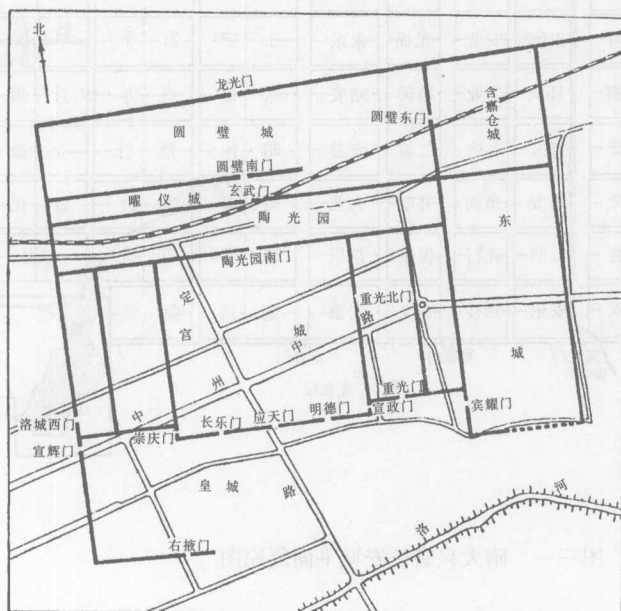 北
龙光门
圆璧城
圆璧东门
含嘉仓城
圆璧南门
曜仪城
玄武门
陶光园
东城
陶光园南门
定宫
重光北门
中城路
州
中
重光门
洛城西门
宣辉门
崇庆门
长乐门
应天门
明德门
宣政门
宾耀门
皇城
路
洛河
右掖门